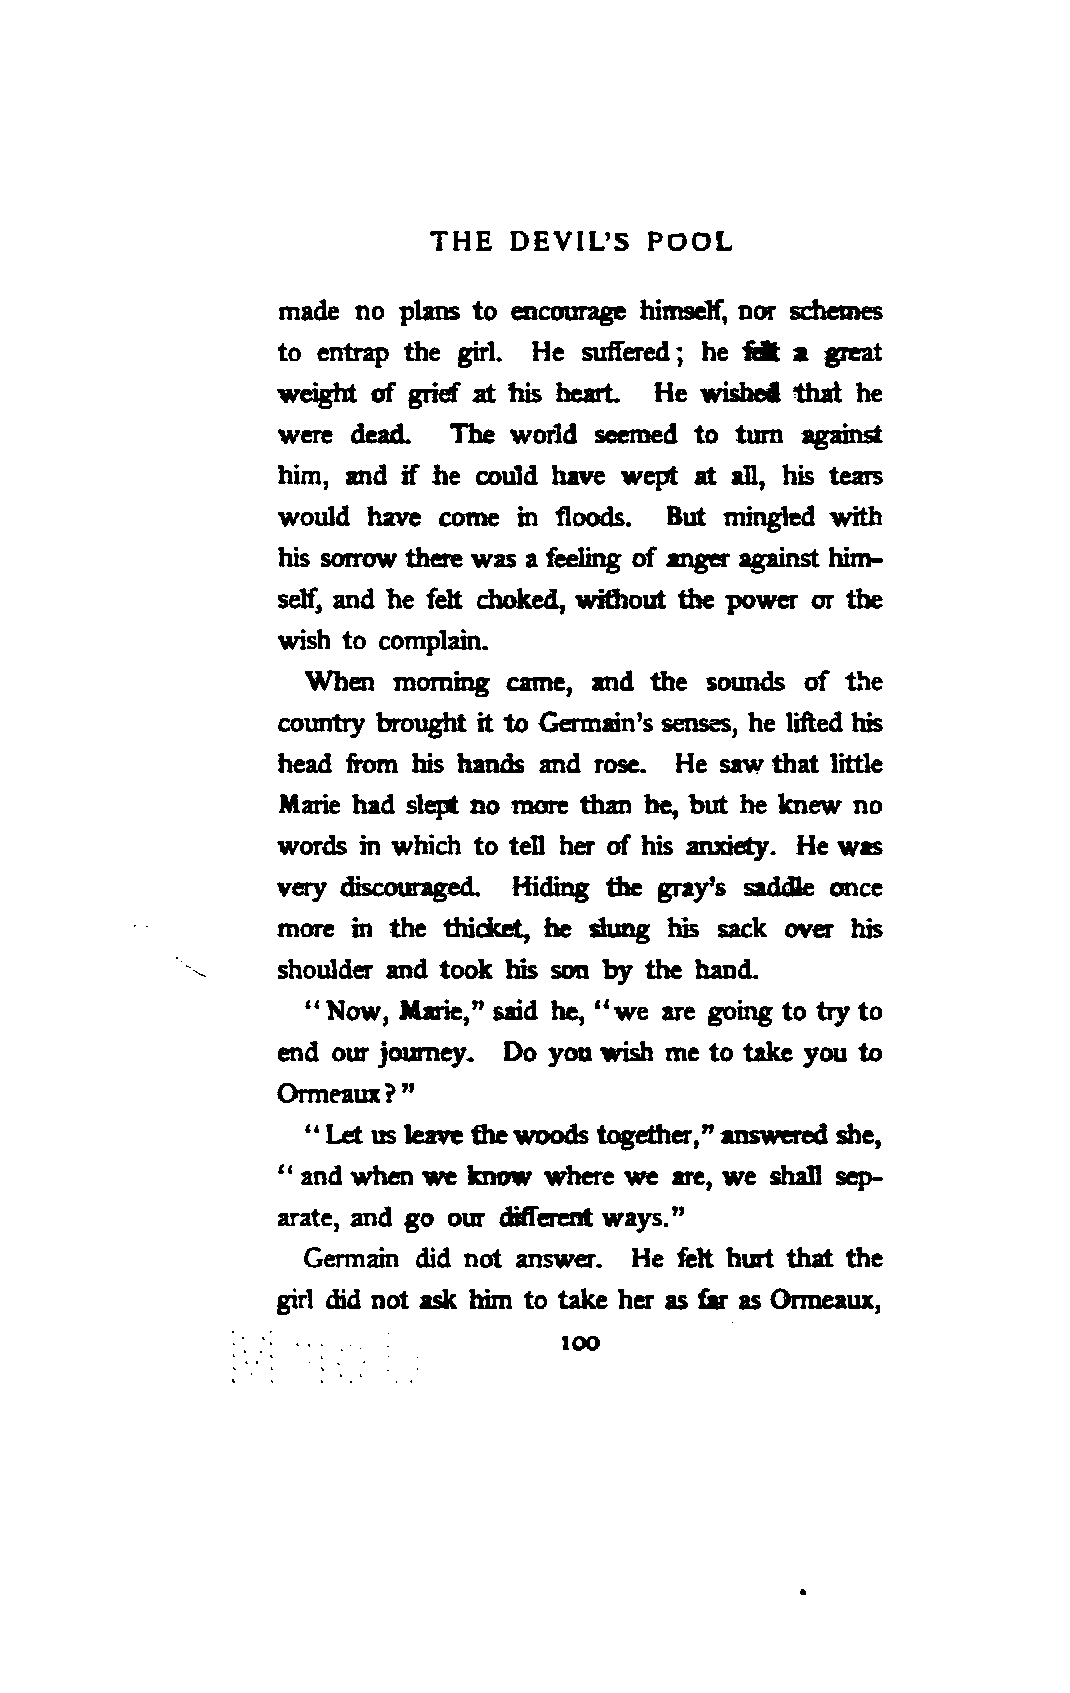 THE DEVIL'S POOL
made no plans to encourage himself, nor schemes
to entrap the girl. He suffered; he felt a great
weight of grief at his heart. He wished that he
were dead. The world seemed to turn against
him, and if he could have wept at all, his tears
would have come in floods. But mingled with
his sorrow there was a feeling of anger against him-
self, and he felt choked, without the power or the
wish to complain.
When morning came, and the sounds of the
country brought it to Germain's senses, he lifted his
head from his hands and rose. He saw that little
Marie had slept no more than he, but he knew no
words in which to tell her of his anxiety. He was
very discouraged. Hiding the gray's saddle once
more in the thicket, he slung his sack over his
shoulder and took his son by the hand.
"Now, Marie," said he, "we are going to try to
end our journey. Do you wish me to take you to
Ormeaux?"
"Let us leave the woods together," answered she,
"and when we know where we are, we shall sep-
arate, and go our different ways."
Germain did not answer. He felt hurt that the
girl did not ask him to take her as far as Ormeaux,
100